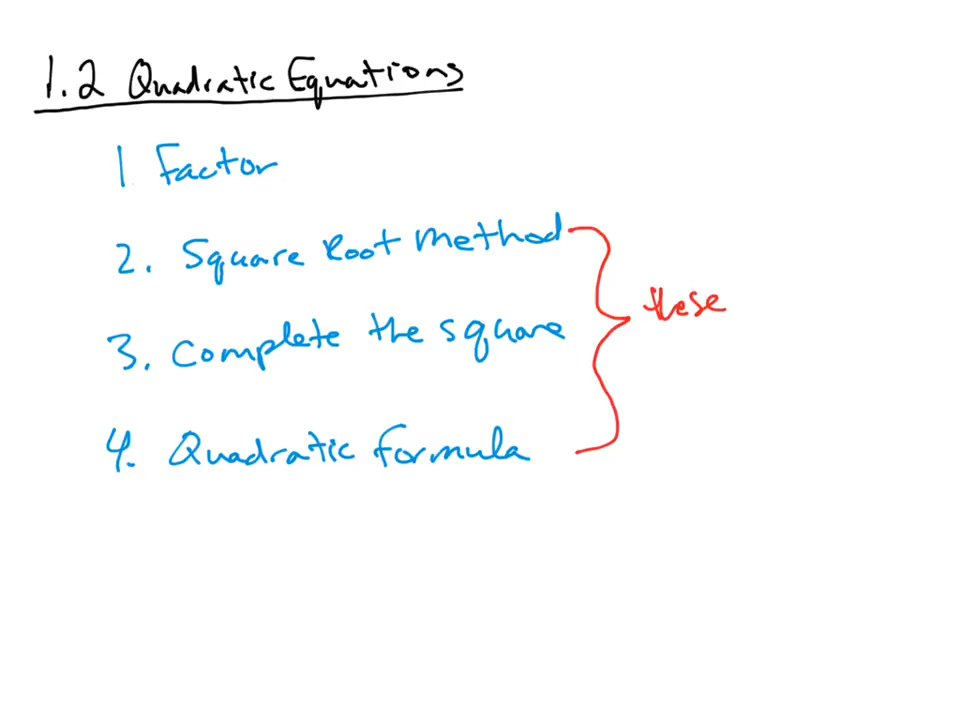 1.2 Quadratic Equations
1. Factor
2. Square Root Method
3. Complete the square
4. Quadratic formula
these